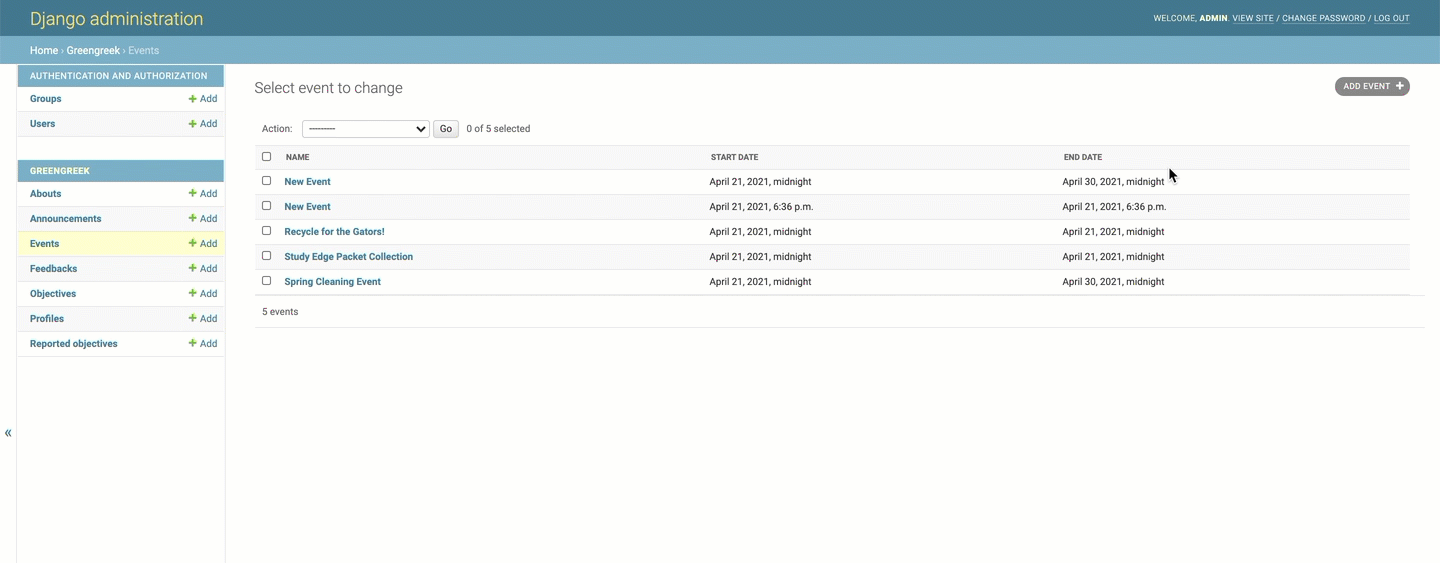 Django administration
WELCOME, ADMIN. VIEW SITE / CHANGE PASSWORD / LOG OUT
Home › Greengreek › Events
AUTHENTICATION AND AUTHORIZATION
Groups + Add
Users + Add
GREENGREEK
Abouts + Add
Announcements + Add
Events + Add
Feedbacks + Add
Objectives + Add
Profiles + Add
Reported objectives + Add
«
Select event to change
ADD EVENT +
Action: --------- Go 0 of 5 selected
NAME START DATE END DATE
New Event April 21, 2021, midnight April 30, 2021, midnight
New Event April 21, 2021, 6:36 p.m. April 21, 2021, 6:36 p.m.
Recycle for the Gators! April 21, 2021, midnight April 21, 2021, midnight
Study Edge Packet Collection April 21, 2021, midnight April 21, 2021, midnight
Spring Cleaning Event April 21, 2021, midnight April 30, 2021, midnight
5 events